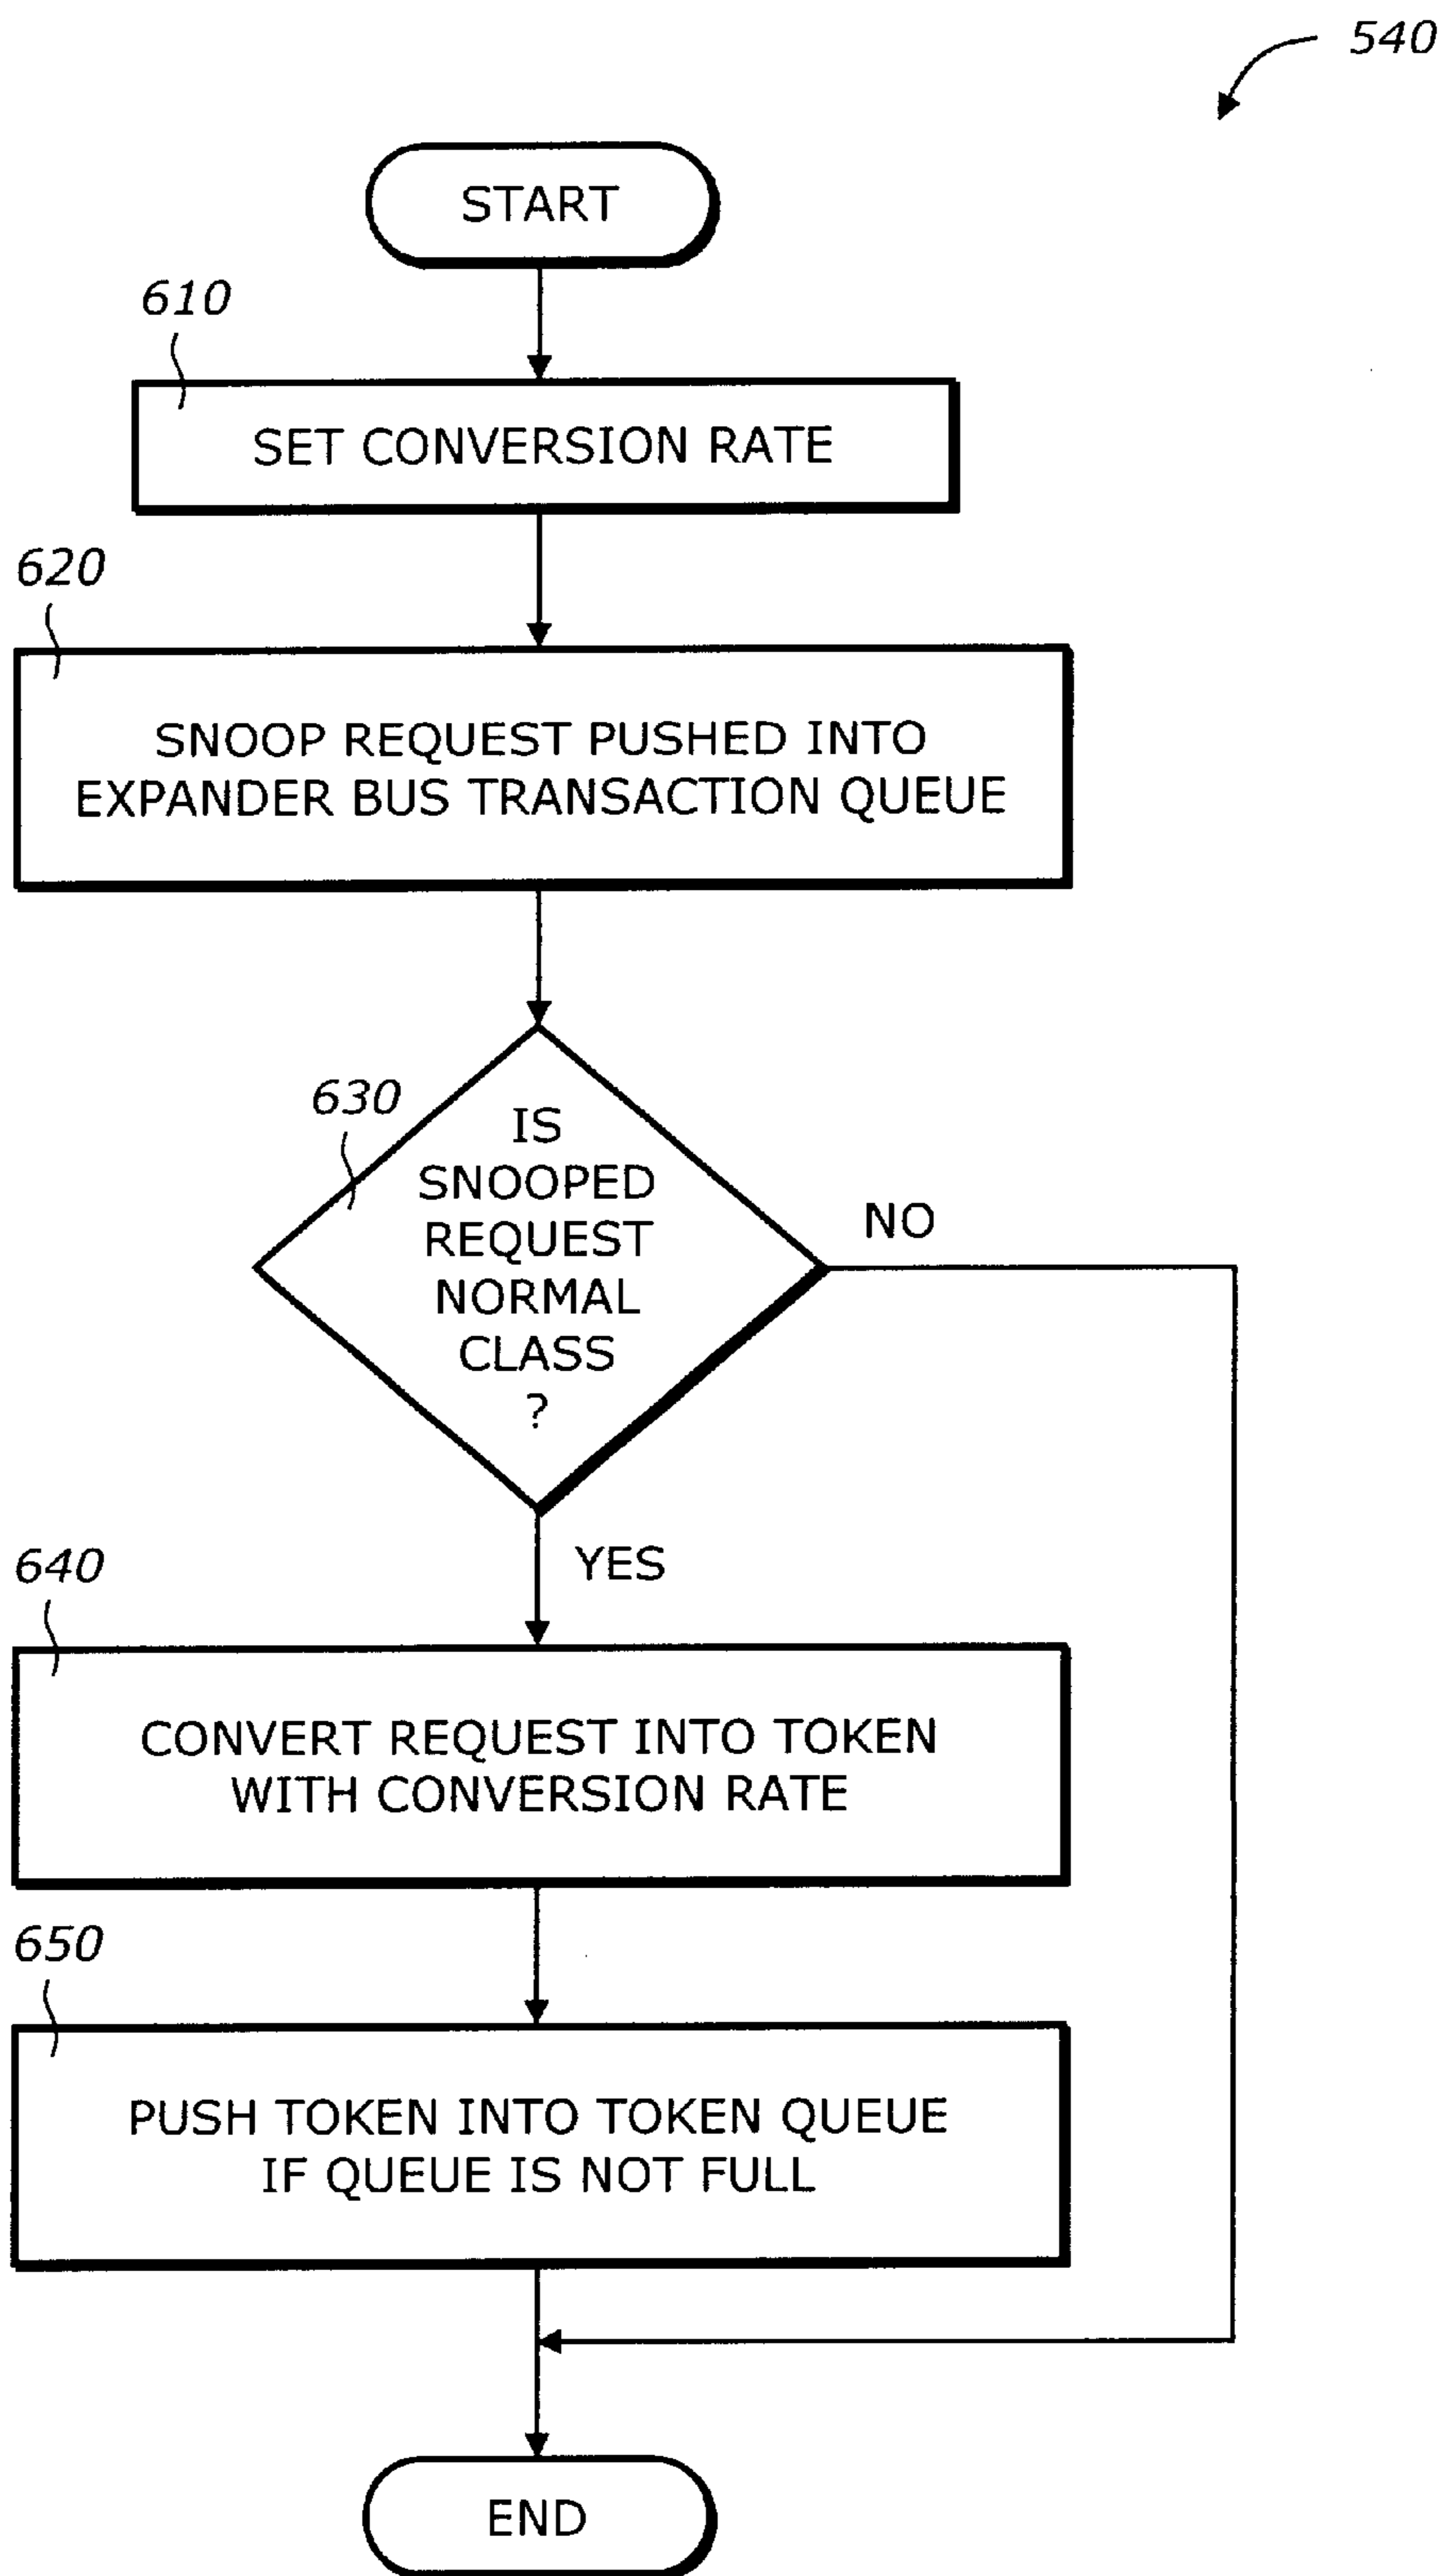 540
START
610
SET CONVERSION RATE
620
SNOOP REQUEST PUSHED INTO
EXPANDER BUS TRANSACTION QUEUE
630
IS
SNOOPED
REQUEST
NORMAL
CLASS
?
NO
YES
640
CONVERT REQUEST INTO TOKEN
WITH CONVERSION RATE
650
PUSH TOKEN INTO TOKEN QUEUE
IF QUEUE IS NOT FULL
END